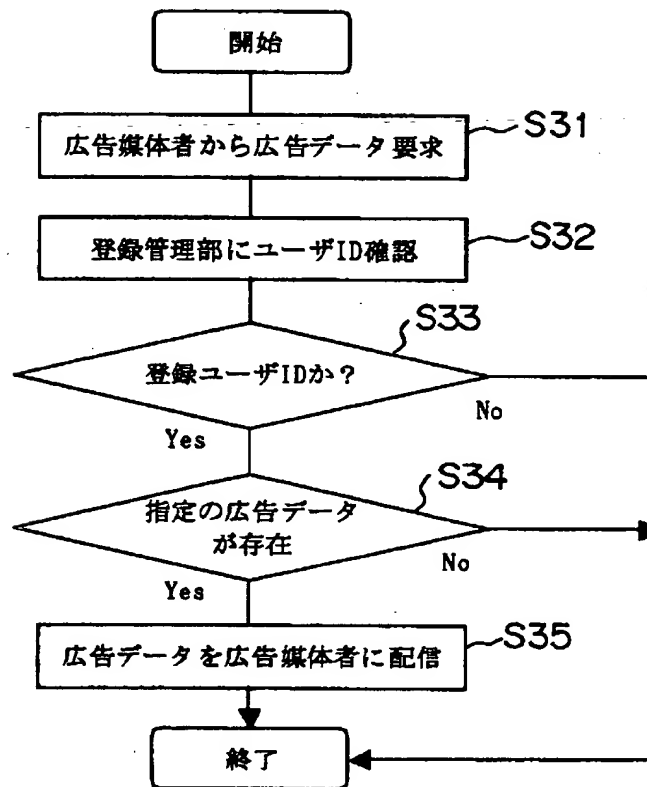 開始
広告媒体者から広告データ要求
S31
登録管理部にユーザID確認
S32
S33
登録ユーザIDか?
No
Yes
S34
指定の広告データ
が存在
No
Yes
広告データを広告媒体者に配信
S35
終了